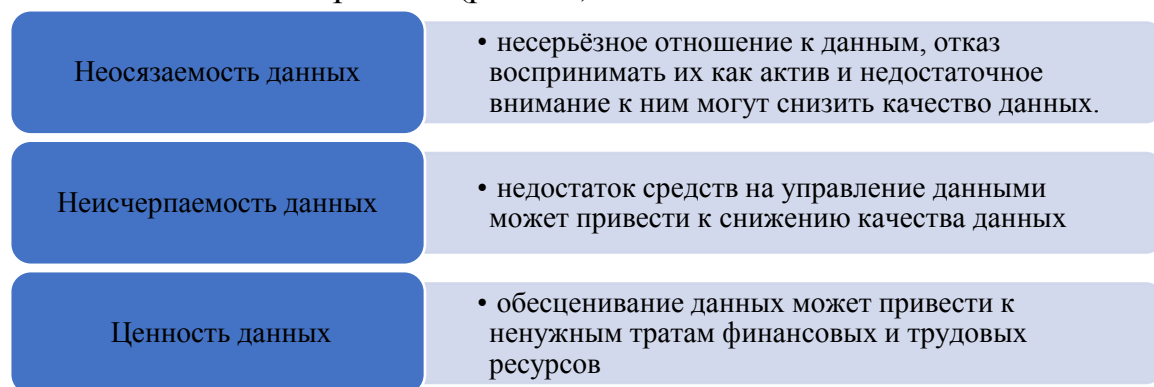 Неосязаемость данных
• несерьёзное отношение к данным, отказ
воспринимать их как актив и недостаточное
внимание к ним могут снизить качество данных.
Неисчерпаемость данных
• недостаток средств на управление данными
может привести к снижению качества данных
Ценность данных
• обесценивание данных может привести к
ненужным тратам финансовых и трудовых
ресурсов